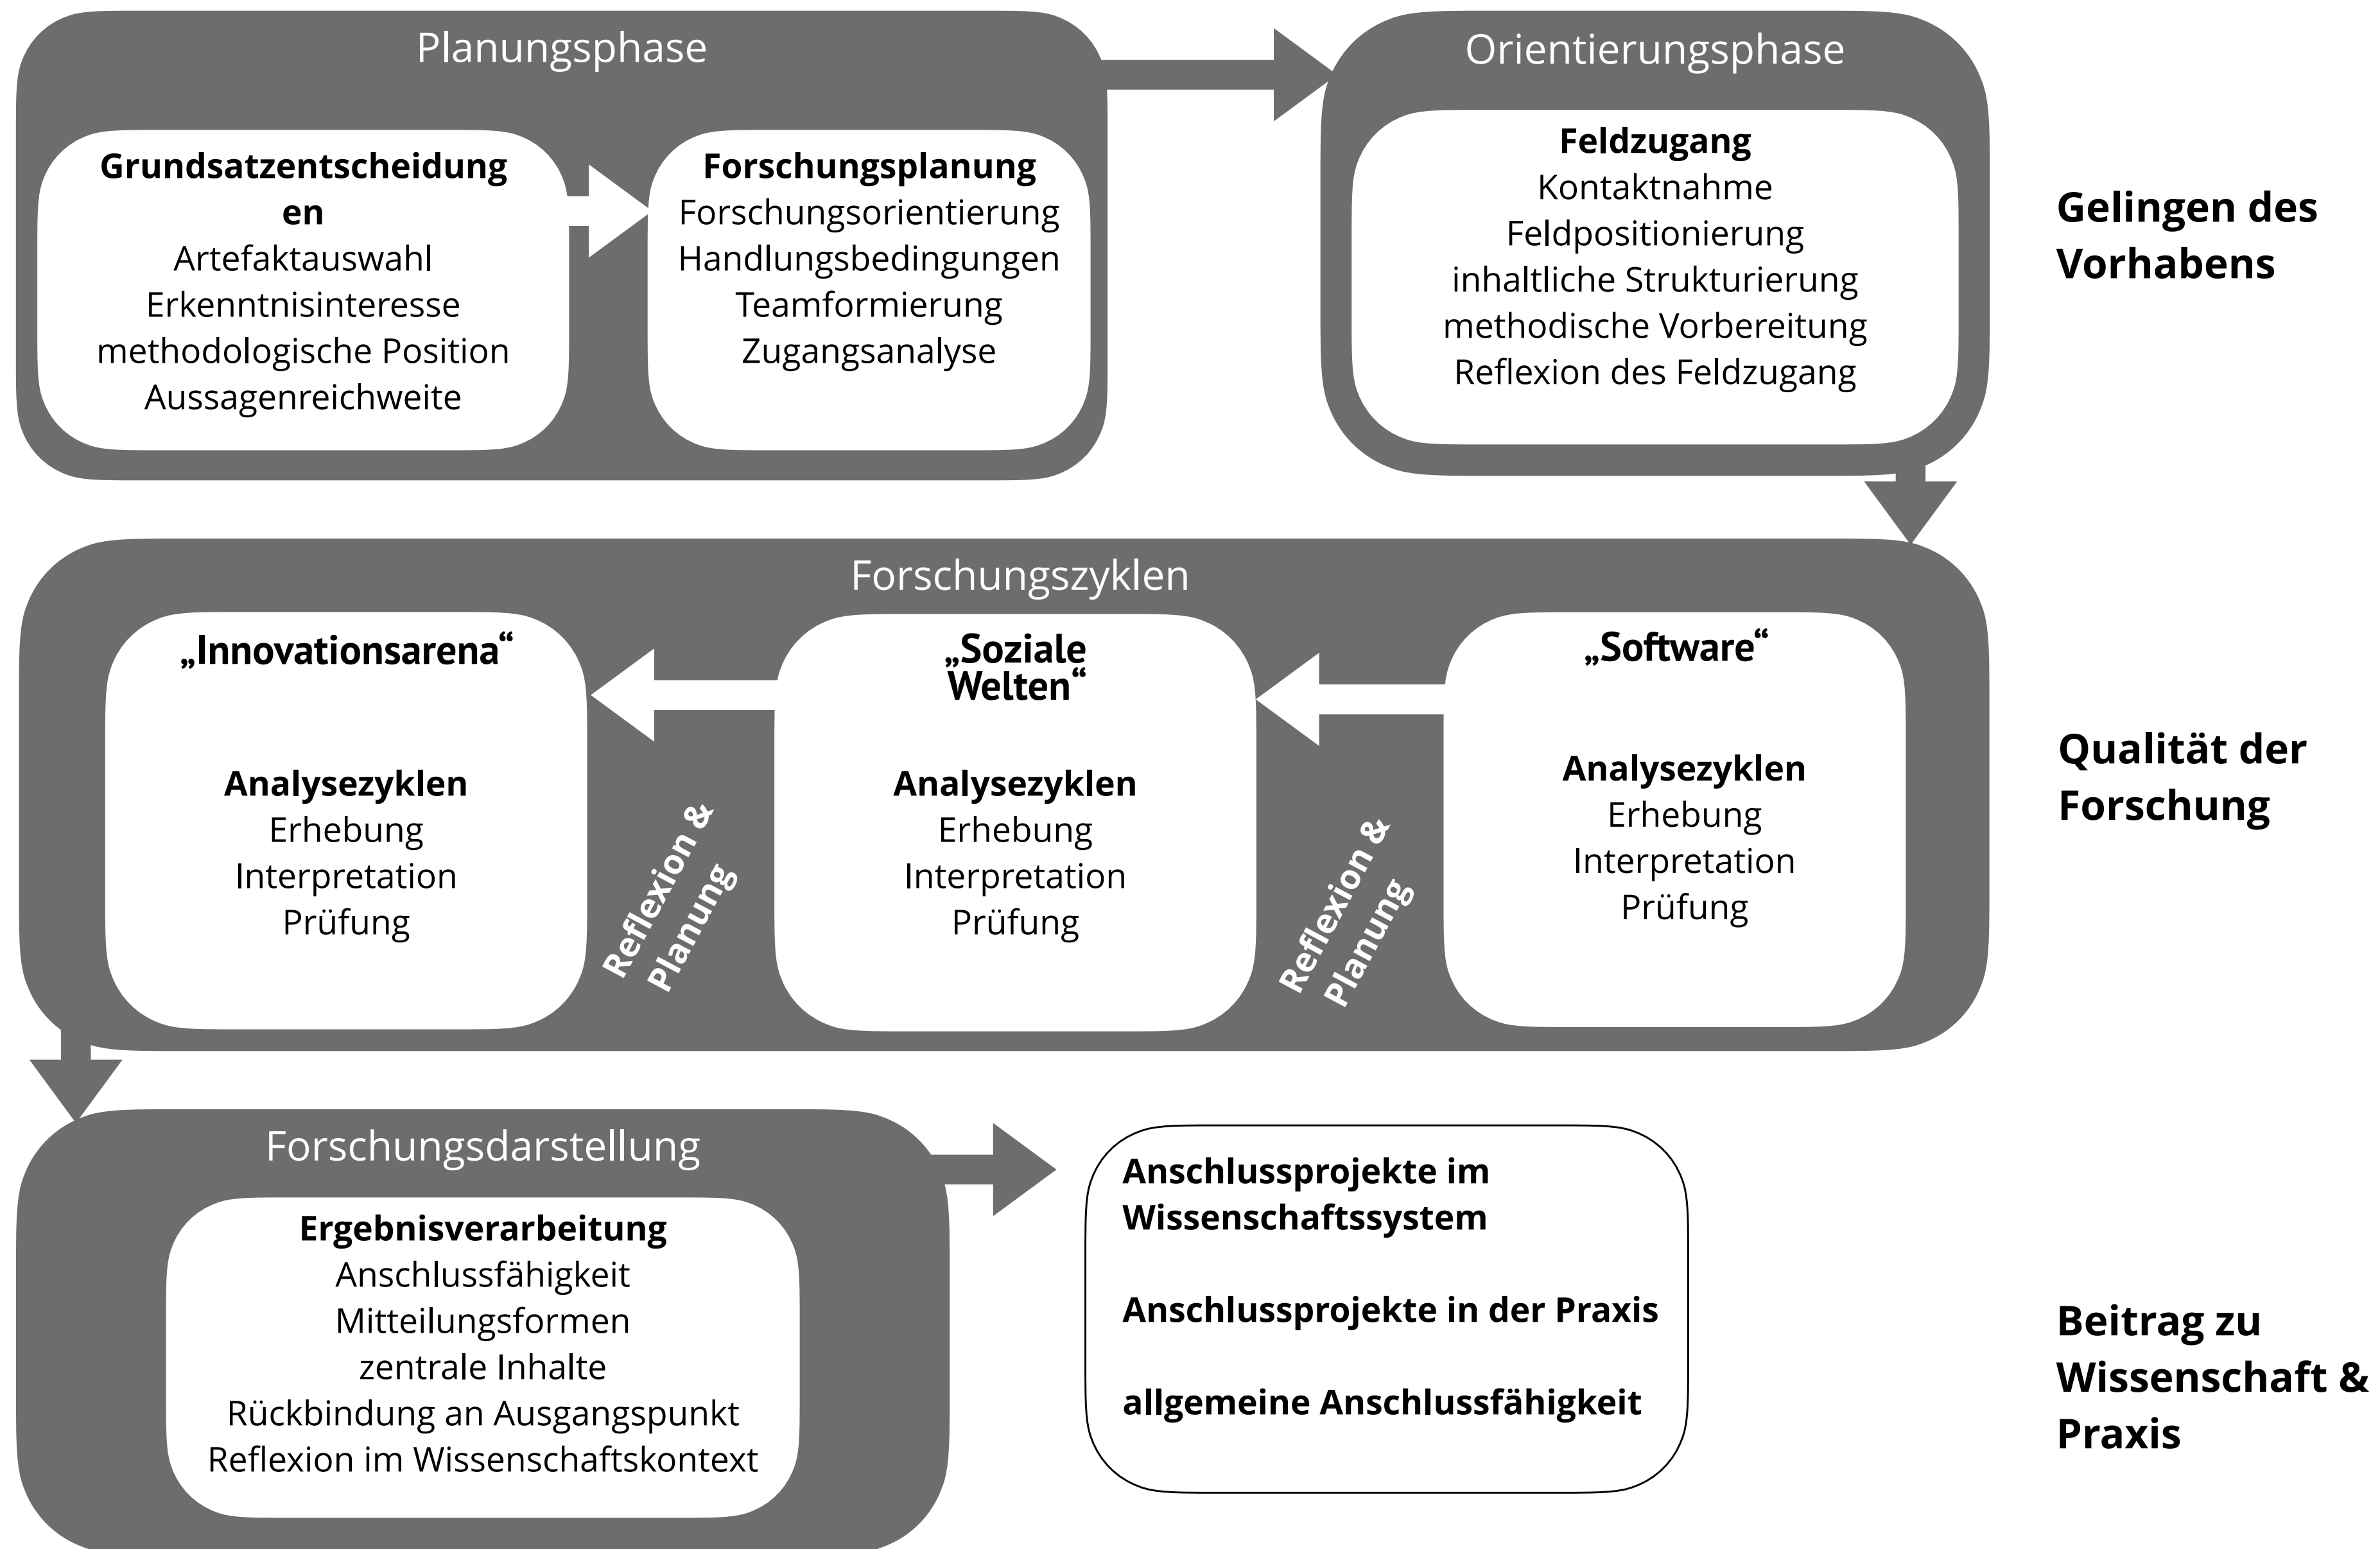 Planungsphase
Grundsatzentscheidung
en
Artefaktauswahl
Erkenntnisinteresse
methodologische Position
Aussagenreichweite
Forschungsplanung
Forschungsorientierung
Handlungsbedingungen
Teamformierung
Zugangsanalyse
Orientierungsphase
Feldzugang
Kontaktnahme
Feldpositionierung
inhaltliche Strukturierung
methodische Vorbereitung
Reflexion des Feldzugang
Gelingen des
Vorhabens
Forschungszyklen
„Innovationsarena“
Analysezyklen
Erhebung
Interpretation
Prüfung
Reflexion &
Planung
„Soziale
Welten“
Analysezyklen
Erhebung
Interpretation
Prüfung
Reflexion &
Planung
„Software“
Analysezyklen
Erhebung
Interpretation
Prüfung
Qualität der
Forschung
Forschungsdarstellung
Ergebnisverarbeitung
Anschlussfähigkeit
Mitteilungsformen
zentrale Inhalte
Rückbindung an Ausgangspunkt
Reflexion im Wissenschaftskontext
Anschlussprojekte im
Wissenschaftssystem
Anschlussprojekte in der Praxis
allgemeine Anschlussfähigkeit
Beitrag zu
Wissenschaft &
Praxis